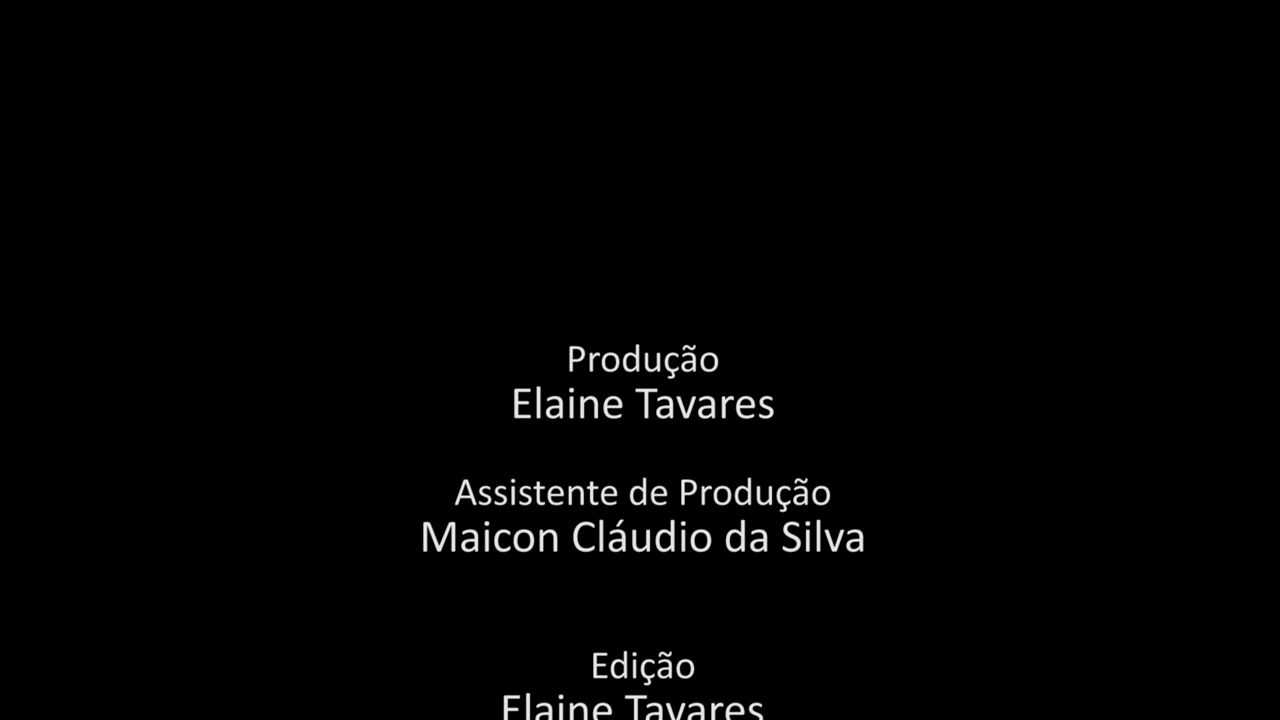 Produção
Elaine Tavares
Assistente de Produção
Maicon Cláudio da Silva
Edição
Elaine Tavares